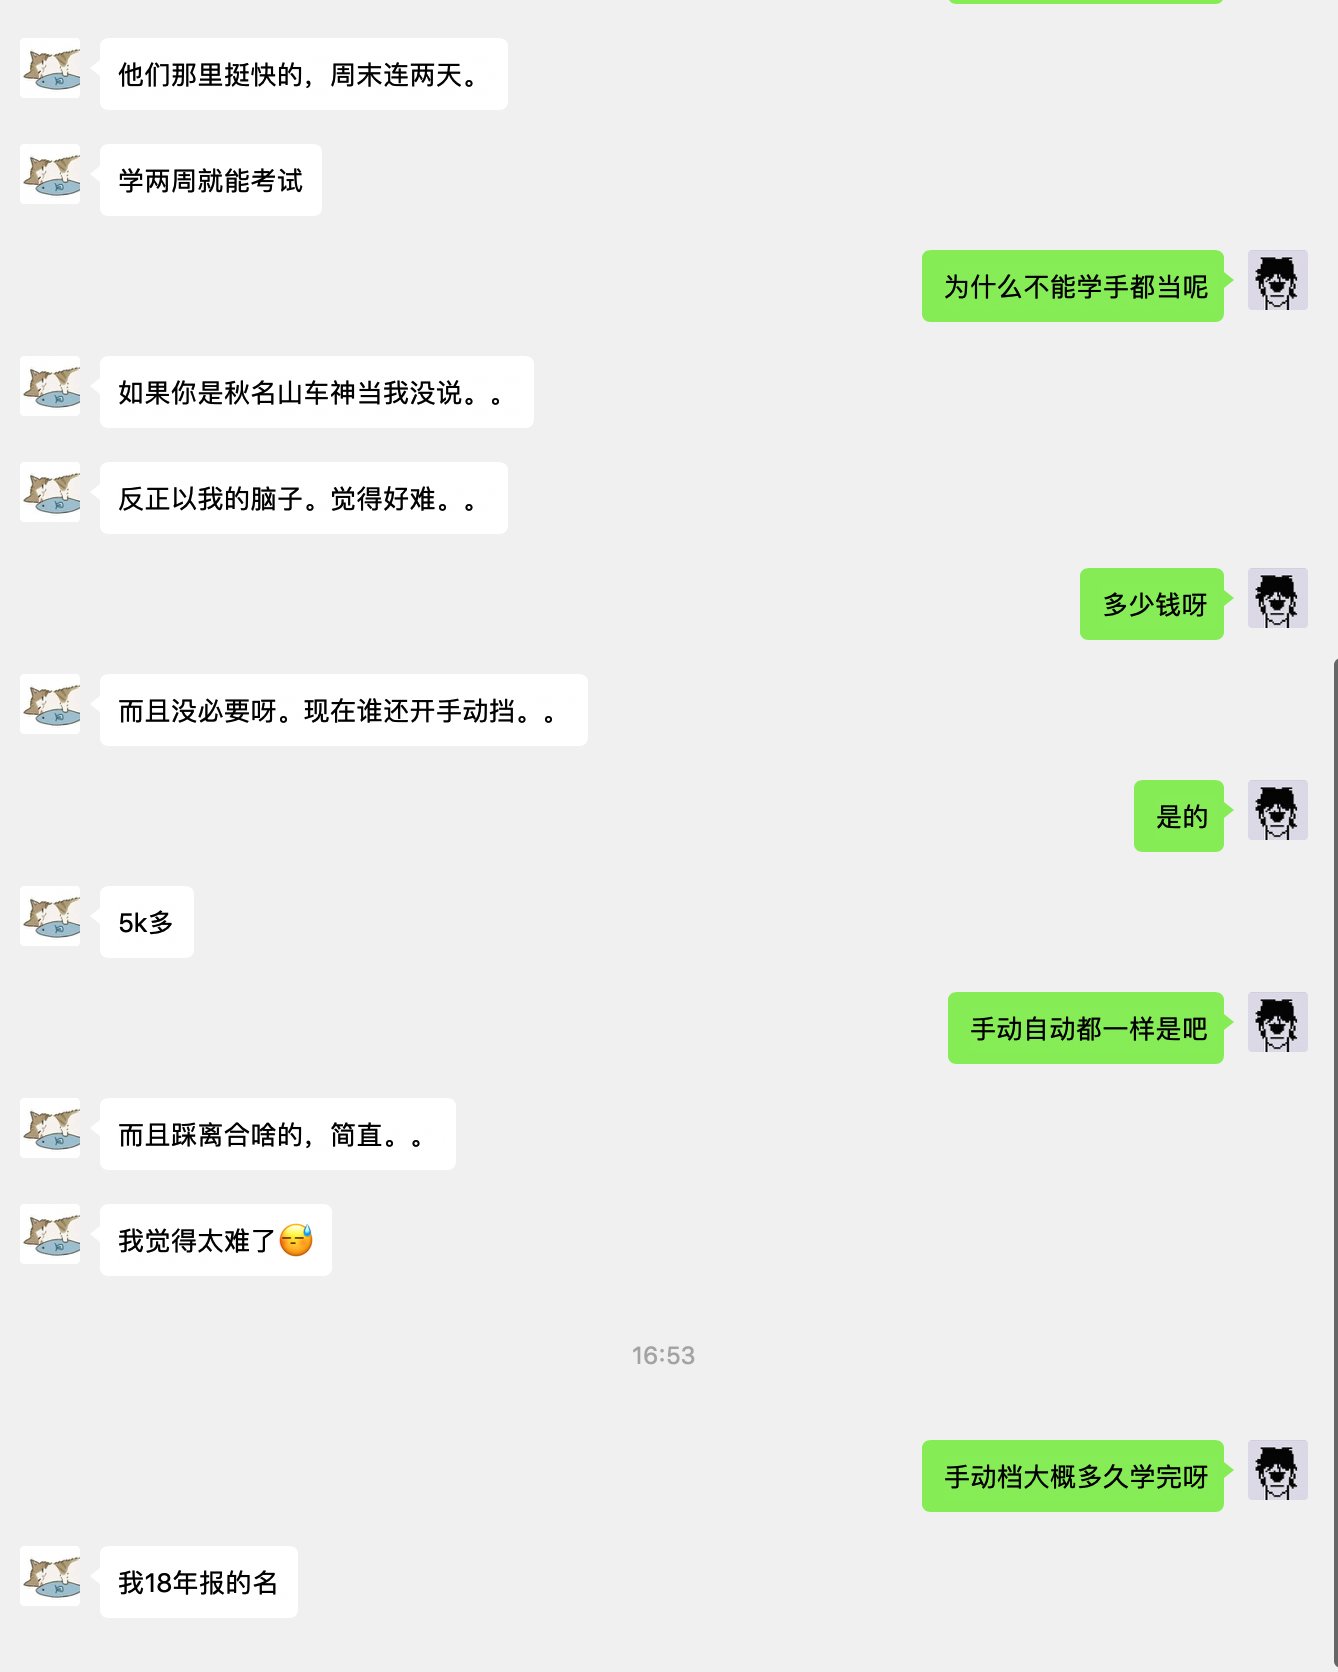 他们那里挺快的，周末连两天。
学两周就能考试
为什么不能学手都当呢
如果你是秋名山车神当我没说。。
反正以我的脑子。觉得好难。。
多少钱呀
而且没必要呀。现在谁还开手动挡。。
是的
5k多
手动自动都一样是吧
而且踩离合啥的，简直。。
我觉得太难了😅
16:53
手动档大概多久学完呀
我18年报的名